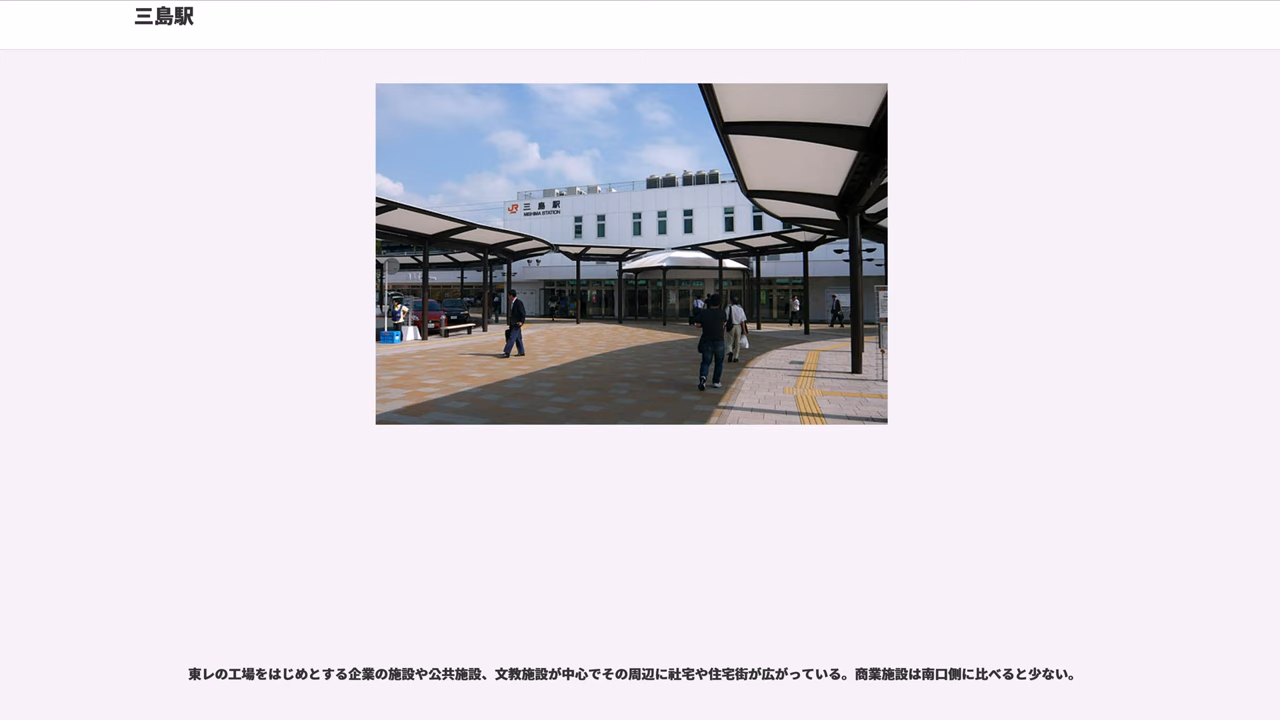 三島駅
JR 三島駅
MISHIMA STATION
東レの工場をはじめとする企業の施設や公共施設、文教施設が中心でその周辺に社宅や住宅街が広がっている。商業施設は南口側に比べると少ない。